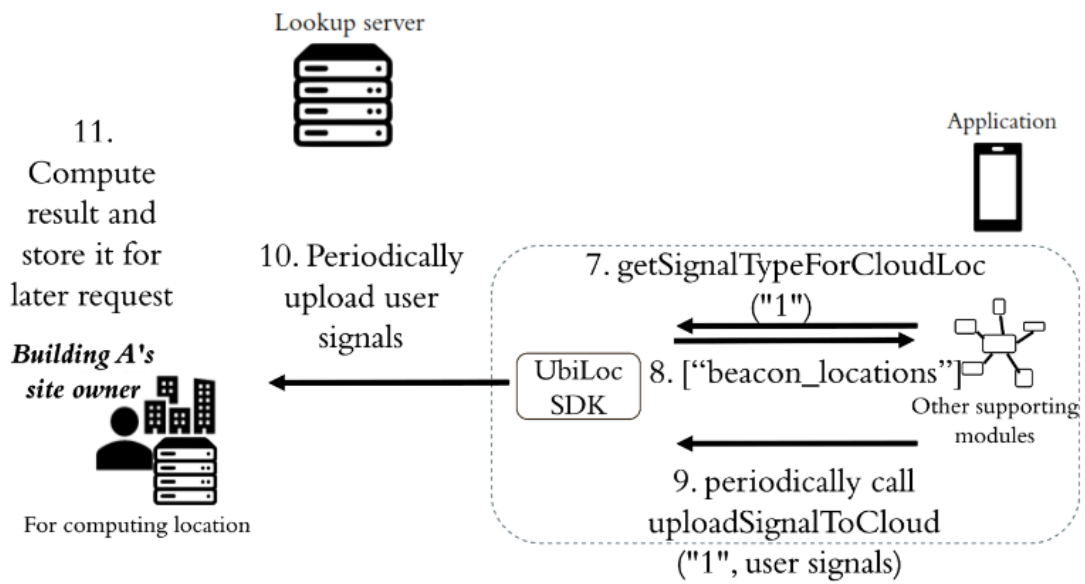 Lookup server
Application
11.
Compute
result and
store it for
later request
10. Periodically
upload user
signals
7. getSignalTypeForCloudLoc
("1")
Building A's
site owner
UbiLoc
SDK
8. [“beacon_locations”]
Other supporting
modules
9. periodically call
uploadSignalToCloud
("1", user signals)
For computing location